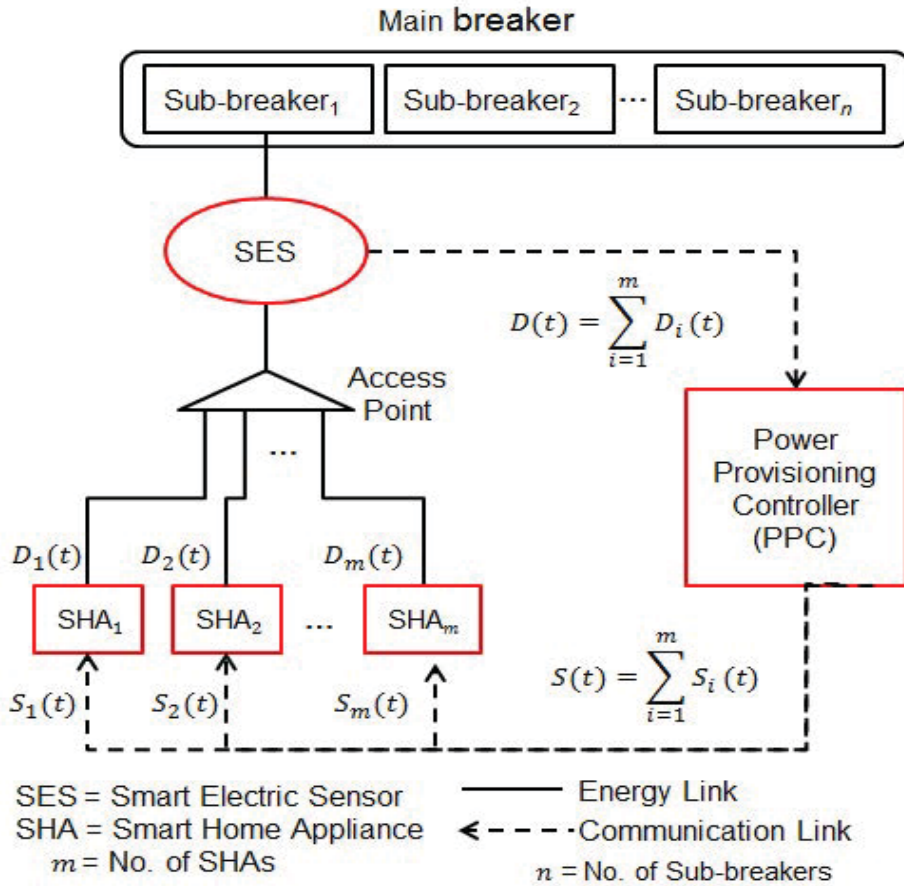 Main breaker
Sub-breaker₁ Sub-breaker₂ ... Sub-breakerₙ
SES
D(t) = ∑_{i=1}^{m} D_i(t)
Access
Point
...
Power
Provisioning
Controller
(PPC)
D₁(t) D₂(t) Dₘ(t)
SHA₁ SHA₂ ... SHAₘ
S(t) = ∑_{i=1}^{m} S_i(t)
S₁(t) S₂(t) Sₘ(t)
SES = Smart Electric Sensor
SHA = Smart Home Appliance
m = No. of SHAs
Energy Link
Communication Link
n = No. of Sub-breakers